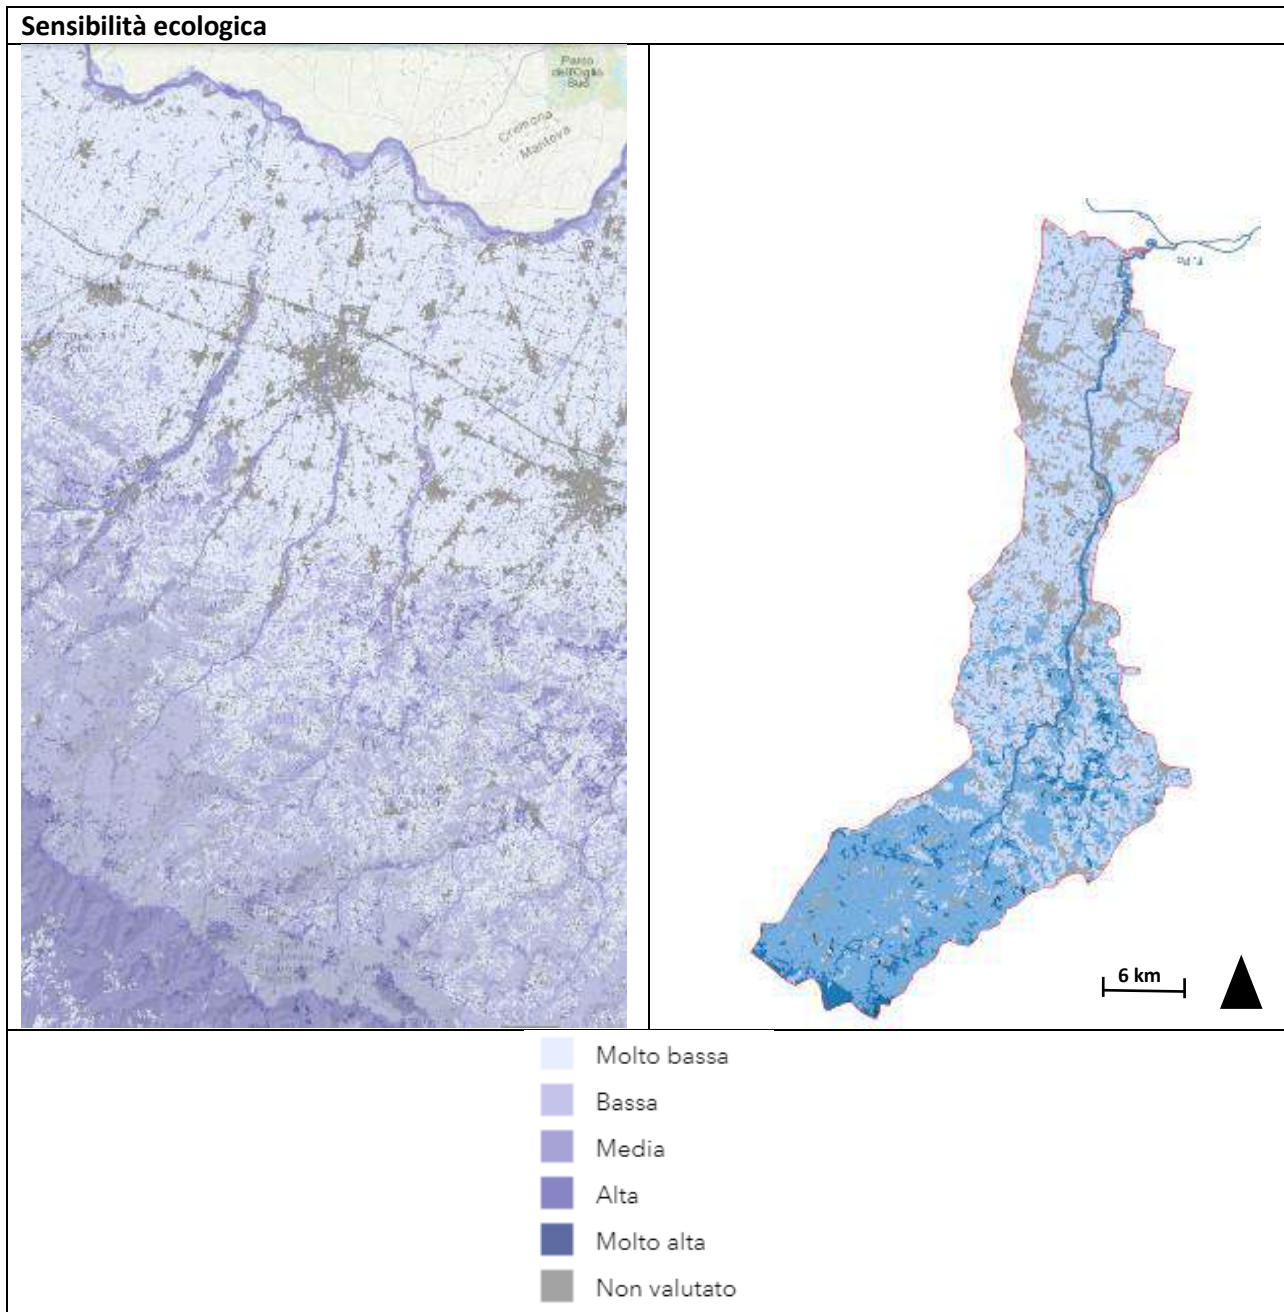 Sensibilità ecologica
Parco
dell'Oglio
Sud
Cremona
Mantova
F. Po
6 km
Molto bassa
Bassa
Media
Alta
Molto alta
Non valutato